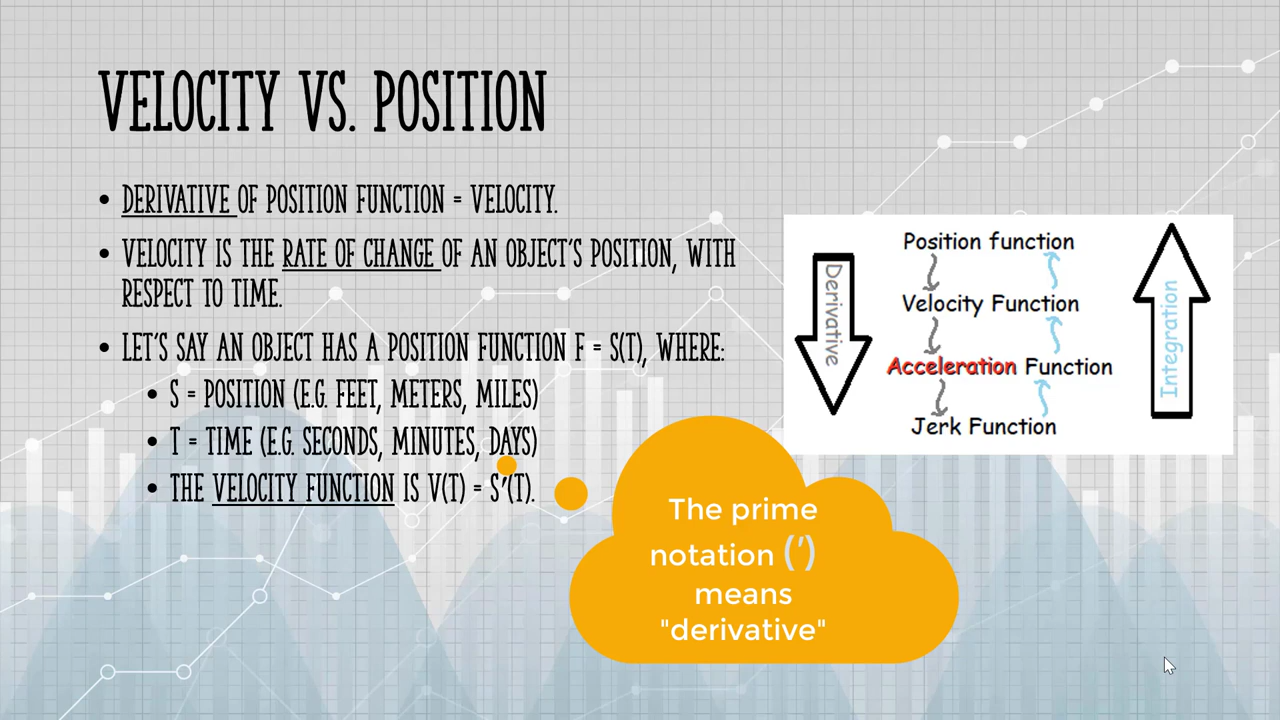 VELOCITY VS. POSITION
• DERIVATIVE OF POSITION FUNCTION = VELOCITY.
• VELOCITY IS THE RATE OF CHANGE OF AN OBJECT'S POSITION, WITH
RESPECT TO TIME.
• LET'S SAY AN OBJECT HAS A POSITION FUNCTION F = S(T), WHERE:
• S = POSITION (E.G. FEET, METERS, MILES)
• T = TIME (E.G. SECONDS, MINUTES, DAYS)
• THE VELOCITY FUNCTION IS V(T) = S′(T).
Derivative
Position function
Velocity Function
Acceleration Function
Jerk Function
Integration
The prime
notation (′)
means
"derivative"